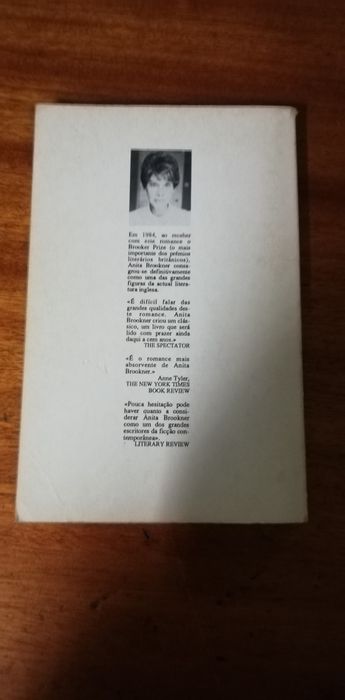 Em 1984, ao receber
com este romance o
Brooker Prize (o mais
importante dos prémios
literários britânicos),
Anita Brookner consa-
grou-se definitivamente
como uma das grandes
figuras da actual litera-
tura inglesa.
«É difícil falar das
grandes qualidades des-
te romance. Anita
Brookner criou um clás-
sico, um livro que será
lido com prazer ainda
daqui a cem anos.»
THE SPECTATOR
«É o romance mais
absorvente de Anita
Brookner.»
Anne Tyler,
THE NEW YORK TIMES
BOOK REVIEW
«Pouca hesitação pode
haver quanto a consi-
derar Anita Brookner
como um dos grandes
escritores da ficção con-
temporânea».
LITERARY REVIEW